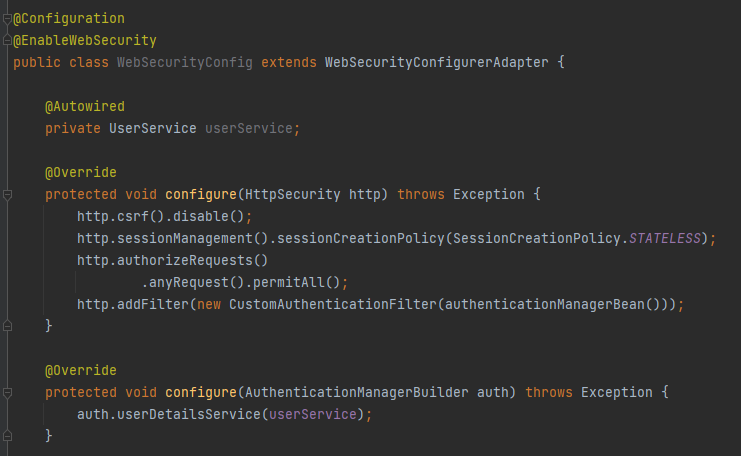 @Configuration
@EnableWebSecurity
public class WebSecurityConfig extends WebSecurityConfigurerAdapter {
@Autowired
private UserService userService;
@Override
protected void configure(HttpSecurity http) throws Exception {
http.csrf().disable();
http.sessionManagement().sessionCreationPolicy(SessionCreationPolicy.STATELESS);
http.authorizeRequests()
.anyRequest().permitAll();
http.addFilter(new CustomAuthenticationFilter(authenticationManagerBean()));
}
@Override
protected void configure(AuthenticationManagerBuilder auth) throws Exception {
auth.userDetailsService(userService);
}